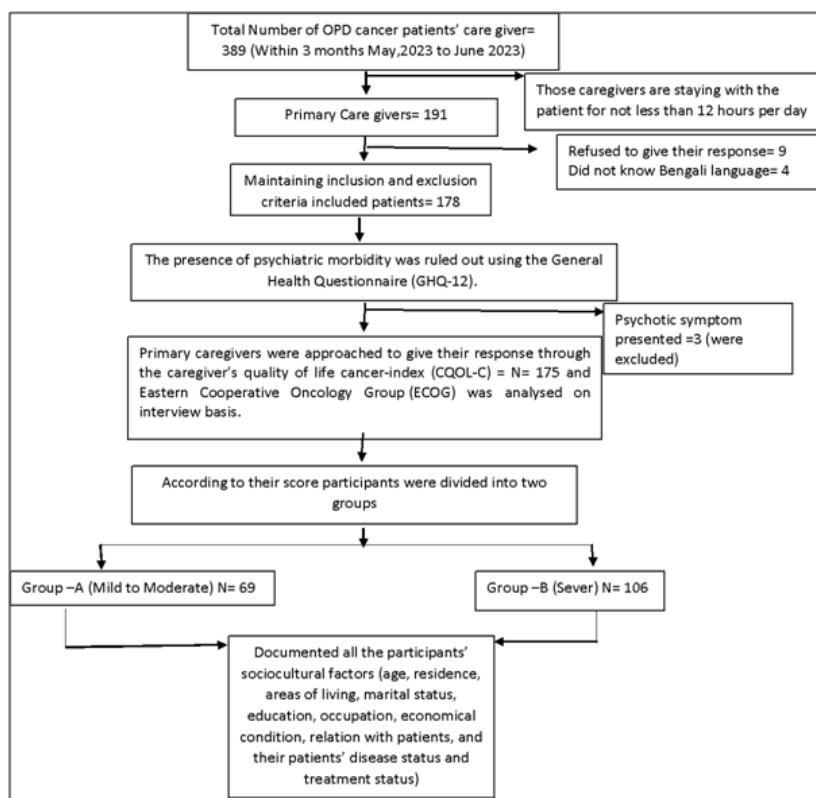 Total Number of OPD cancer patients' care giver=
389 (Within 3 months May,2023 to June 2023)
Those caregivers are staying with the
patient for not less than 12 hours per day
Primary Care givers= 191
Refused to give their response= 9
Did not know Bengali language= 4
Maintaining inclusion and exclusion
criteria included patients= 178
The presence of psychiatric morbidity was ruled out using the General
Health Questionnaire (GHQ-12).
Psychotic symptom
presented =3 (were
excluded)
Primary caregivers were approached to give their response through
the caregiver's quality of life cancer-index (CQOL-C) = N= 175 and
Eastern Cooperative Oncology Group (ECOG) was analysed on
interview basis.
According to their score participants were divided into two
groups
Group –A (Mild to Moderate) N= 69
Group –B (Sever) N= 106
Documented all the participants'
sociocultural factors (age, residence,
areas of living, marital status,
education, occupation, economical
condition, relation with patients, and
their patients' disease status and
treatment status)